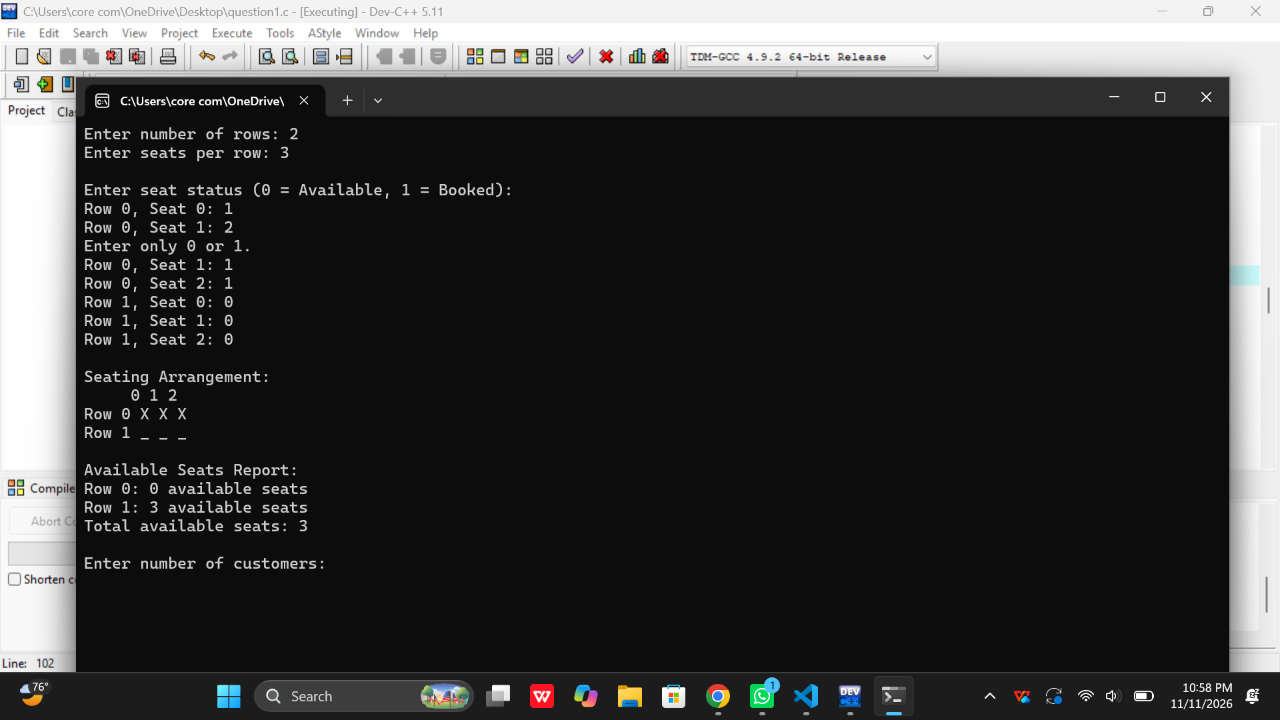 C:\Users\core com\OneDrive\Desktop\question1.c - [Executing] - Dev-C++ 5.11
File Edit Search View Project Execute Tools AStyle Window Help
TDM-GCC 4.9.2 64-bit Release
Project Cla
C:\Users\core com\OneDrive\
Enter number of rows: 2
Enter seats per row: 3
Enter seat status (0 = Available, 1 = Booked):
Row 0, Seat 0: 1
Row 0, Seat 1: 2
Enter only 0 or 1.
Row 0, Seat 1: 1
Row 0, Seat 2: 1
Row 1, Seat 0: 0
Row 1, Seat 1: 0
Row 1, Seat 2: 0
Seating Arrangement:
0 1 2
Row 0 X X X
Row 1 _ _ _
Available Seats Report:
Row 0: 0 available seats
Row 1: 3 available seats
Total available seats: 3
Enter number of customers:
Compile
Abort Co
Shorten co
Line: 102
76°
Search
1
DEV
10:58 PM
11/11/2026